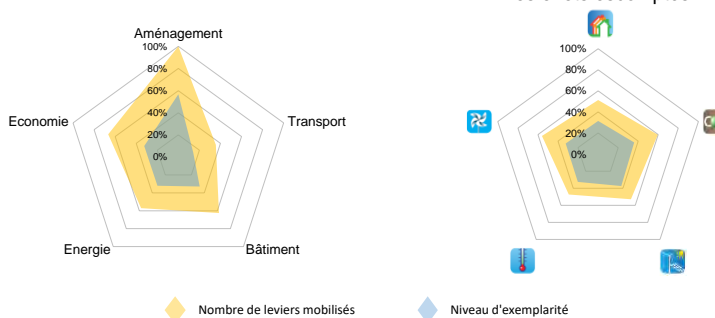 Aménagement
100%
80%
60%
40%
20%
0%
Economie
Transport
Energie
Bâtiment
100%
80%
60%
40%
20%
0%
Nombre de leviers mobilisés
Niveau d'exemplarité